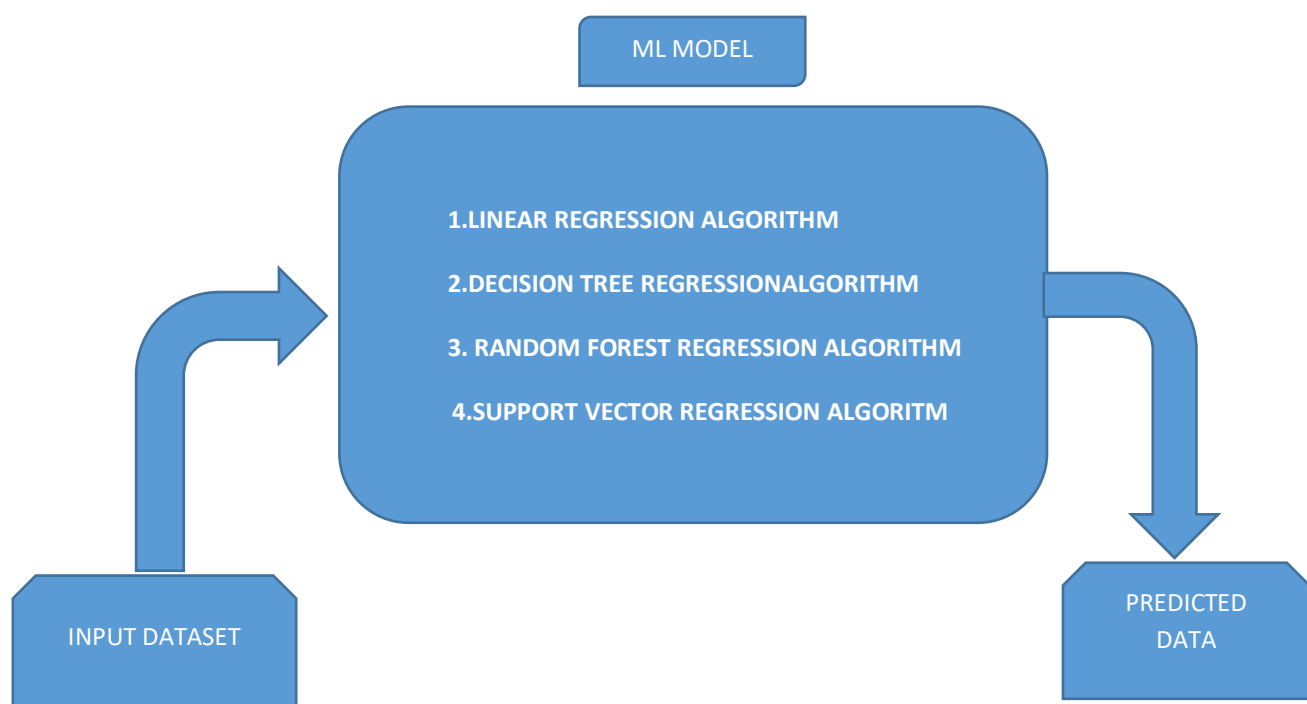 ML MODEL
1.LINEAR REGRESSION ALGORITHM
2.DECISION TREE REGRESSIONALGORITHM
3. RANDOM FOREST REGRESSION ALGORITHM
4.SUPPORT VECTOR REGRESSION ALGORITM
INPUT DATASET
PREDICTED
DATA